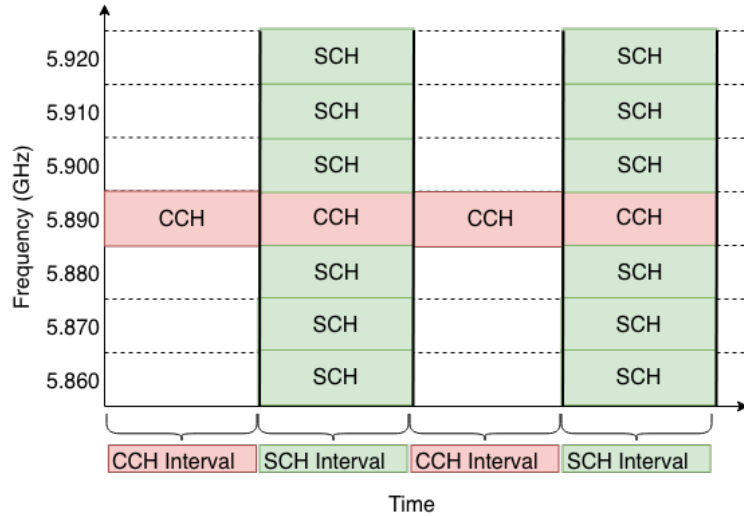 Frequency (GHz)
5.920 SCH SCH
5.910 SCH SCH
5.900 SCH SCH
5.890 CCH CCH CCH CCH
5.880 SCH SCH
5.870 SCH SCH
5.860 SCH SCH
CCH Interval SCH Interval CCH Interval SCH Interval
Time